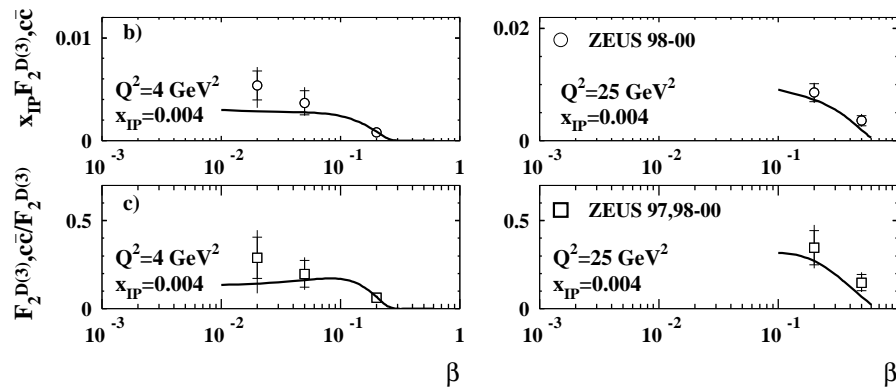 x_IP F_2^D(3),cc̄
0.01
0
b)
Q²=4 GeV²
x_IP=0.004
10⁻³ 10⁻² 10⁻¹ 1
0.02
0
ZEUS 98-00
Q²=25 GeV²
x_IP=0.004
10⁻³ 10⁻² 10⁻¹
F_2^D(3),cc̄/F_2^D(3)
0.5
0
c)
Q²=4 GeV²
x_IP=0.004
10⁻³ 10⁻² 10⁻¹ 1
β
0.5
0
ZEUS 97,98-00
Q²=25 GeV²
x_IP=0.004
10⁻³ 10⁻² 10⁻¹
β